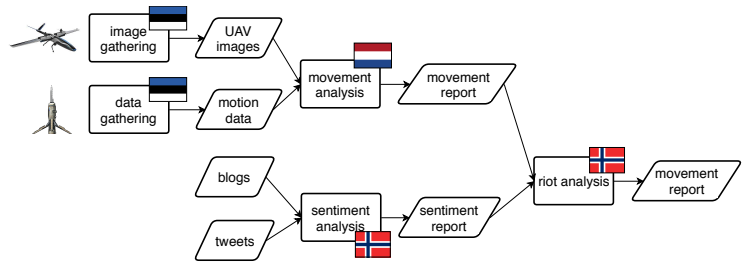 image
gathering
UAV
images
data
gathering
motion
data
movement
analysis
movement
report
blogs
tweets
sentiment
analysis
sentiment
report
riot analysis
movement
report